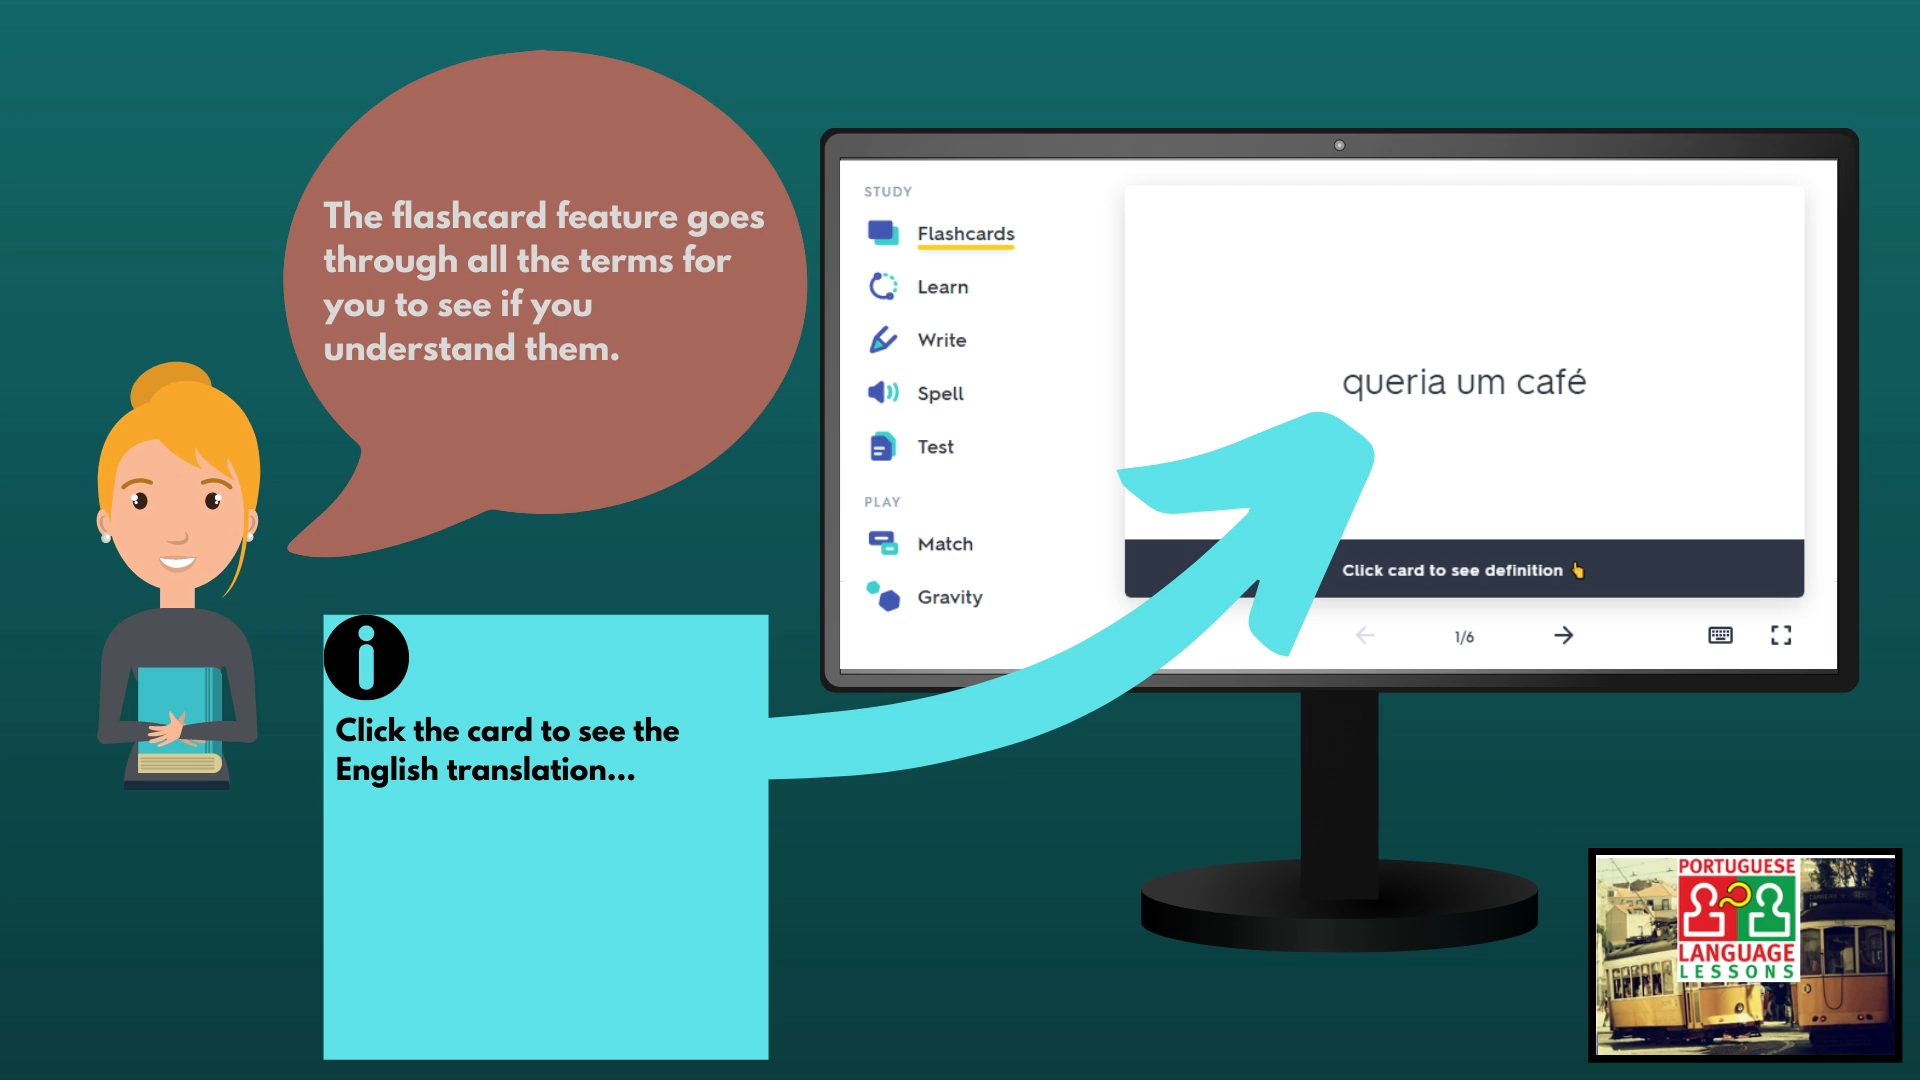 The flashcard feature goes
through all the terms for
you to see if you
understand them.
Click the card to see the
English translation...
STUDY
Flashcards
Learn
Write
Spell
Test
PLAY
Match
Gravity
queria um café
Click card to see definition 👆
1/6
PORTUGUESE
LANGUAGE
LESSONS